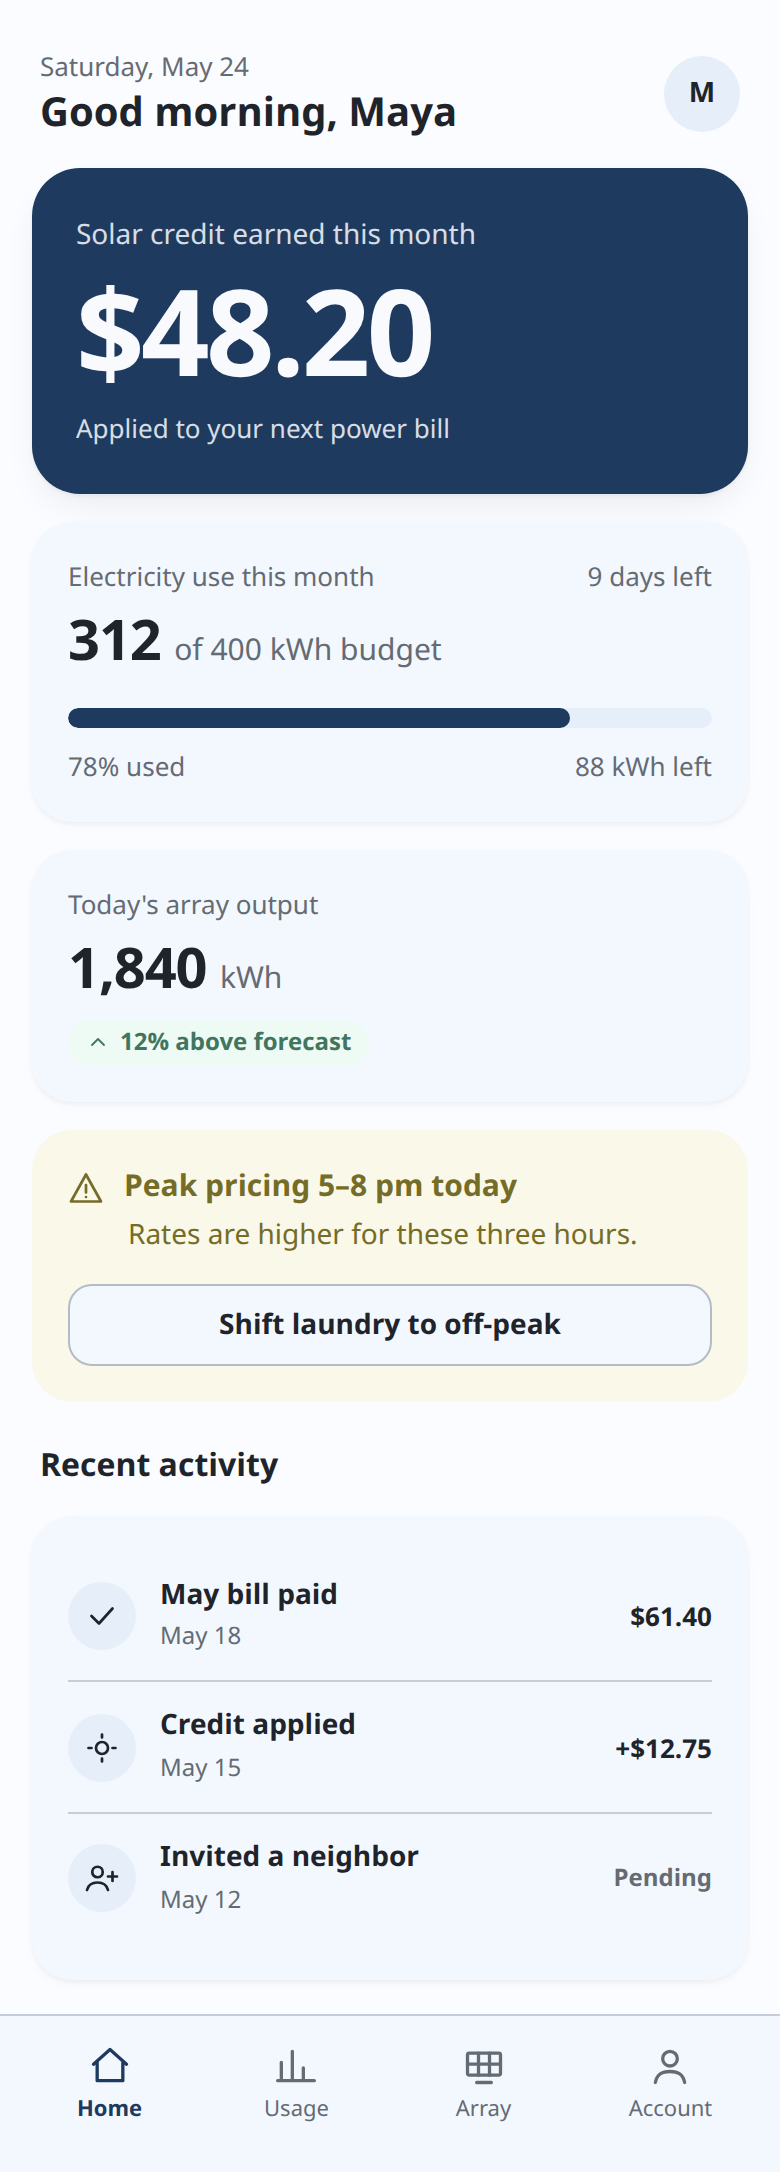 Saturday, May 24
Good morning, Maya
M
Solar credit earned this month
$48.20
Applied to your next power bill
Electricity use this month
9 days left
312 of 400 kWh budget
78% used
88 kWh left
Today's array output
1,840 kWh
12% above forecast
Peak pricing 5–8 pm today
Rates are higher for these three hours.
Shift laundry to off-peak
Recent activity
May bill paid
May 18
$61.40
Credit applied
May 15
+$12.75
Invited a neighbor
May 12
Pending
Home
Usage
Array
Account